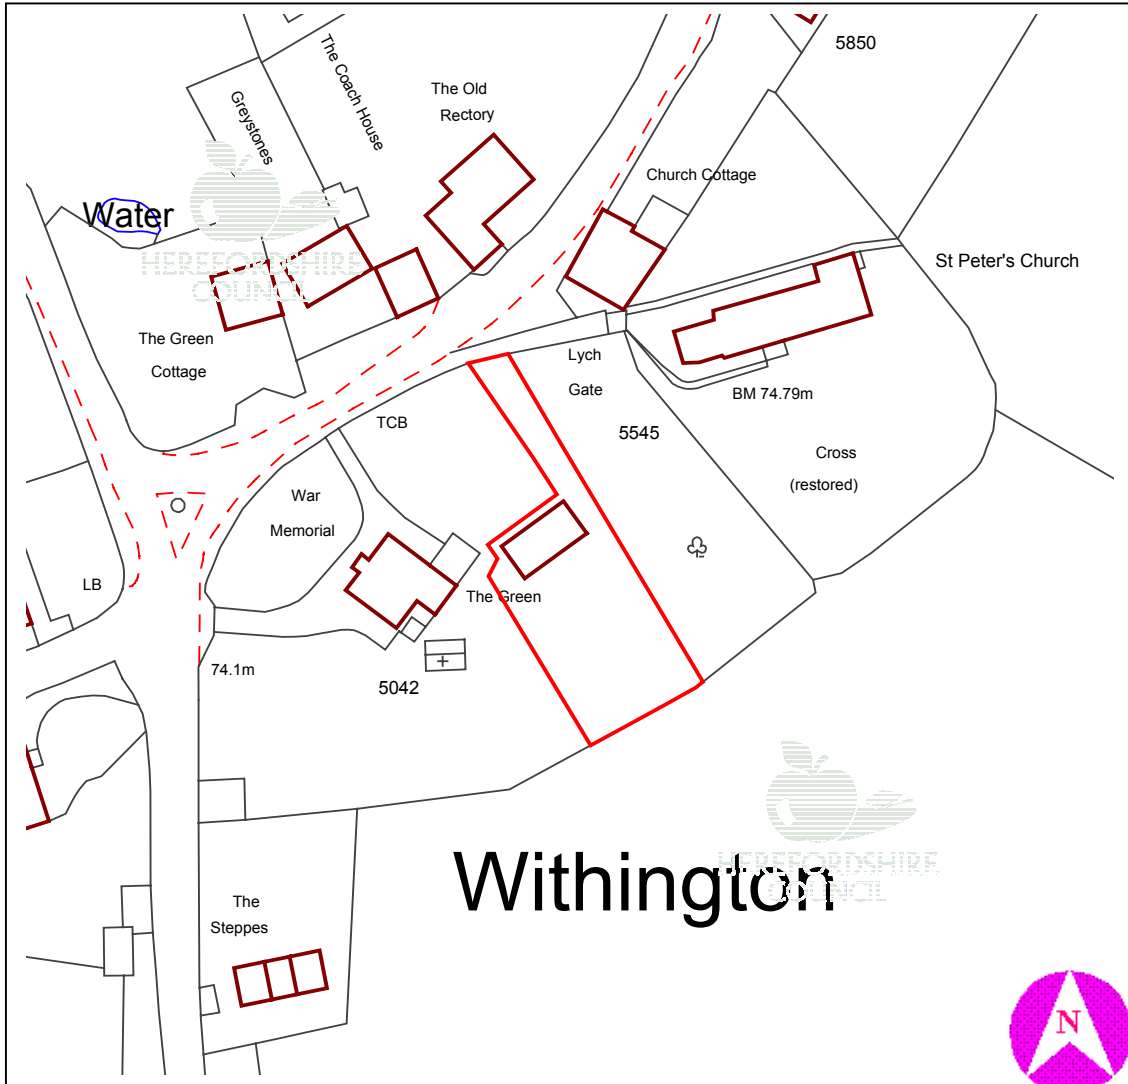 5850
The Coach House
The Old
Rectory
Greystones
Church Cottage
Water
HEREFORDSHIRE
COUNCIL
St Peter's Church
The Green
Cottage
Lych
Gate
BM 74.79m
TCB
5545
Cross
(restored)
War
Memorial
LB
The Green
74.1m
5042
Withington
HEREFORDSHIRE
COUNCIL
The
Steppes
N